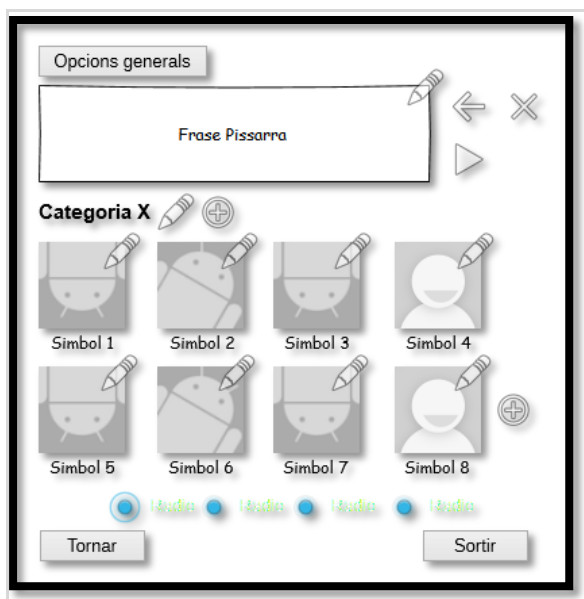 Opcions generals
Frase Pissarra
Categoria X
Simbol 1 Simbol 2 Simbol 3 Simbol 4
Simbol 5 Simbol 6 Simbol 7 Simbol 8
Tornar Sortir